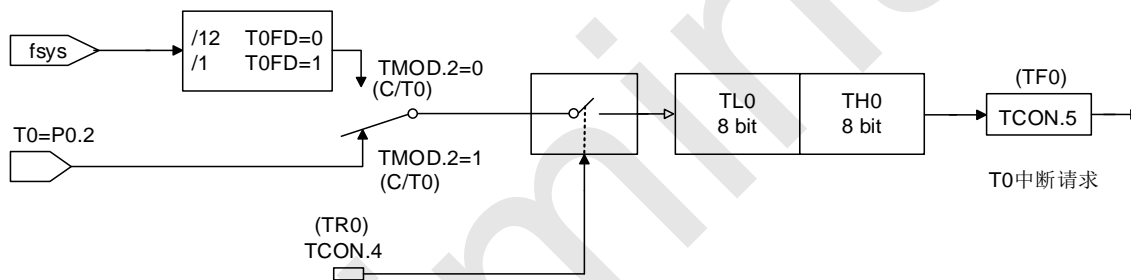 fsys
/12 T0FD=0
/1 T0FD=1
TMOD.2=0
(C/T0)
T0=P0.2
TMOD.2=1
(C/T0)
(TR0)
TCON.4
TL0
8 bit
TH0
8 bit
(TF0)
TCON.5
T0中断请求